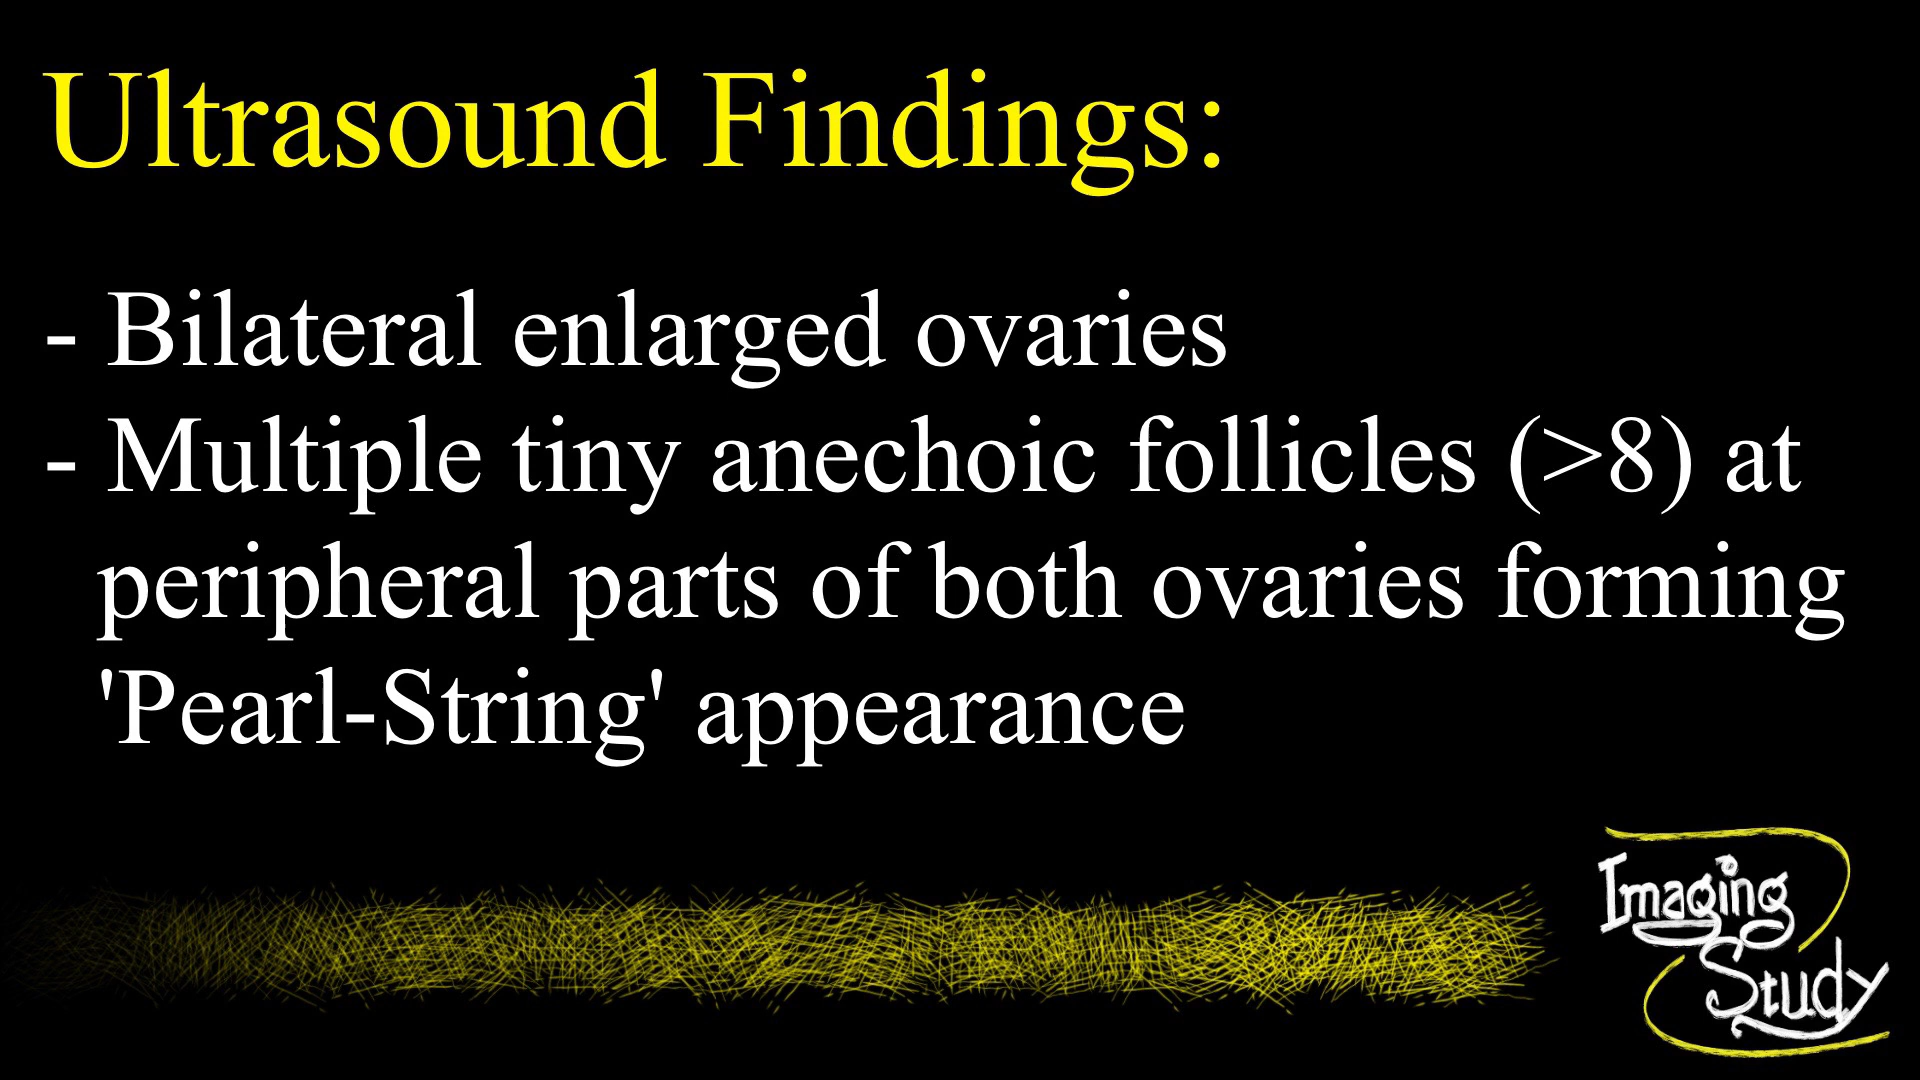 Ultrasound Findings:
- Bilateral enlarged ovaries
- Multiple tiny anechoic follicles (>8) at
peripheral parts of both ovaries forming
'Pearl-String' appearance
Imaging
Study